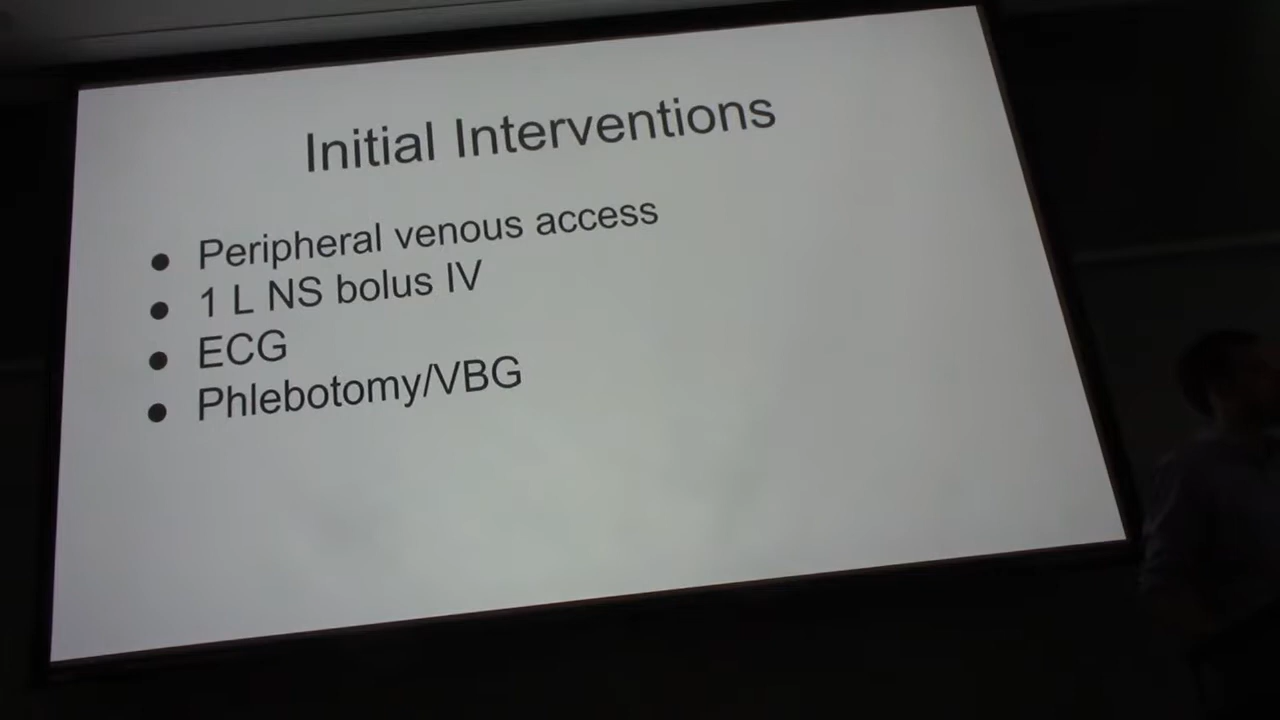 Initial Interventions
● Peripheral venous access
● 1 L NS bolus IV
● ECG
● Phlebotomy/VBG